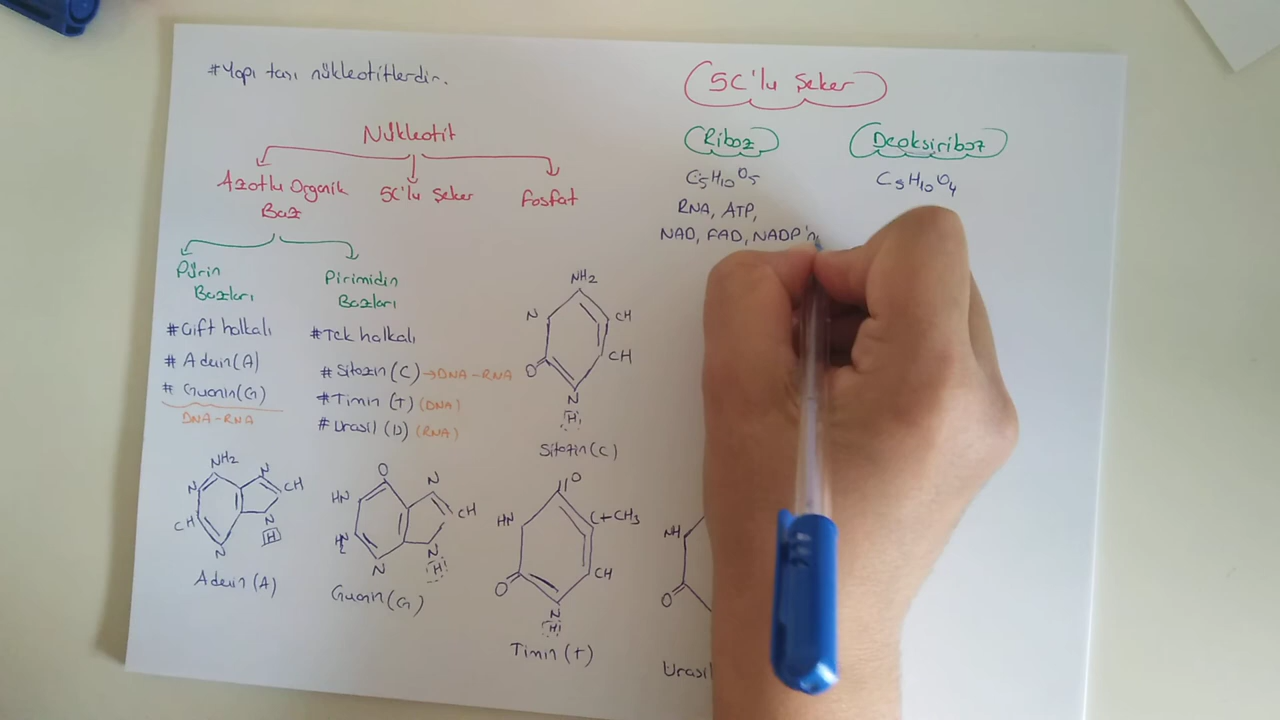 #Yapı taşı nükleotitlerdir.
Nükleotit
Azotlu Organik
Baz
5C'lu Şeker
Fosfat
Pürin
Bazları
#Çift halkalı
# Adenin(A)
# Guanin(G)
DNA-RNA
Pirimidin
Bazları
#Tek halkalı
#Sitozin(C) →DNA-RNA
#Timin (T) (DNA)
#Urasil (U) (RNA)
NH2
N
CH
CH
O
N
H
Sitozin(C)
NH2
N
N
CH
CH
N
N
H
Adenin (A)
O
HN
N
CH
N
N
H
Guanin(G)
O
HN
C+CH3
CH
O
N
H
Timin (T)
NH
O
Urasil
5C'lu Şeker
Riboz
C5H10O5
RNA, ATP,
NAD, FAD, NADP'n
Deoksiriboz
C5H10O4